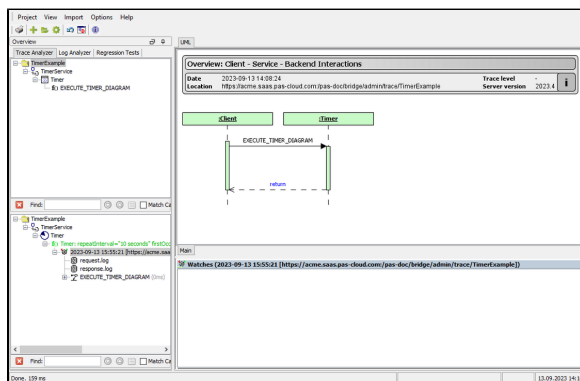 Project View Import Options Help
Overview
Trace Analyzer Log Analyzer Regression Tests
TimerExample
TimerService
Timer
EXECUTE_TIMER_DIAGRAM
Find: Match Ca
TimerExample
TimerService
Timer
Timer: repeatInterval="10 seconds" firstOcc
2023-09-13 15:55:21 [https://acme.saa
request.log
response.log
EXECUTE_TIMER_DIAGRAM (0ms)
Find: Match Ca
Done. 159 ms
UML
Overview: Client - Service - Backend Interactions
Date 2023-09-13 14:08:24 Trace level -
Location https://acme.saas.pas-cloud.com:/pas-doc/bridge/admin/trace/TimerExample Server version 2023.4
i
:Client :Timer
EXECUTE_TIMER_DIAGRAM
return
Main
Watches (2023-09-13 15:55:21 [https://acme.saas.pas-cloud.com:/pas-doc/bridge/admin/trace/TimerExample])
13.09.2023 14:1